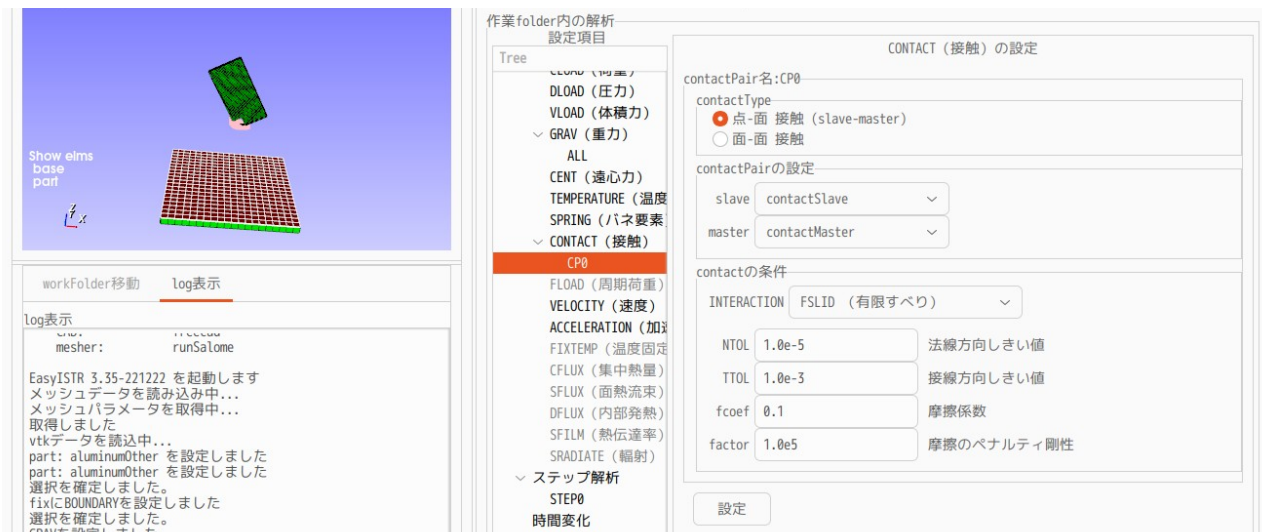 作業folder内の解析
設定項目
Tree
DLOAD (圧力)
VLOAD (体積力)
GRAV (重力)
ALL
CENT (遠心力)
TEMPERATURE (温度
SPRING (バネ要素)
CONTACT (接触)
CP0
FLOAD (周期荷重)
VELOCITY (速度)
ACCELERATION (加速
FIXTEMP (温度固定
CFLUX (集中熱量)
SFLUX (面熱流束)
DFLUX (内部発熱)
SFILM (熱伝達率)
SRADIATE (輻射)
ステップ解析
STEP0
時間変化
CONTACT (接触) の設定
contactPair名:CP0
contactType
点-面 接触 (slave-master)
面-面 接触
contactPairの設定
slave contactSlave
master contactMaster
contactの条件
INTERACTION FSLID (有限すべり)
NTOL 1.0e-5 法線方向しきい値
TTOL 1.0e-3 接線方向しきい値
fcoef 0.1 摩擦係数
factor 1.0e5 摩擦のペナルティ剛性
設定
Show elms
base
part
Z
X
workFolder移動 log表示
log表示
mesher: runSalome
EasyISTR 3.35-221222 を起動します
メッシュデータを読み込み中...
メッシュパラメータを取得中...
取得しました
vtkデータを読込中...
part: aluminumOther を設定しました
part: aluminumOther を設定しました
選択を確定しました。
fixにBOUNDARYを設定しました
選択を確定しました。